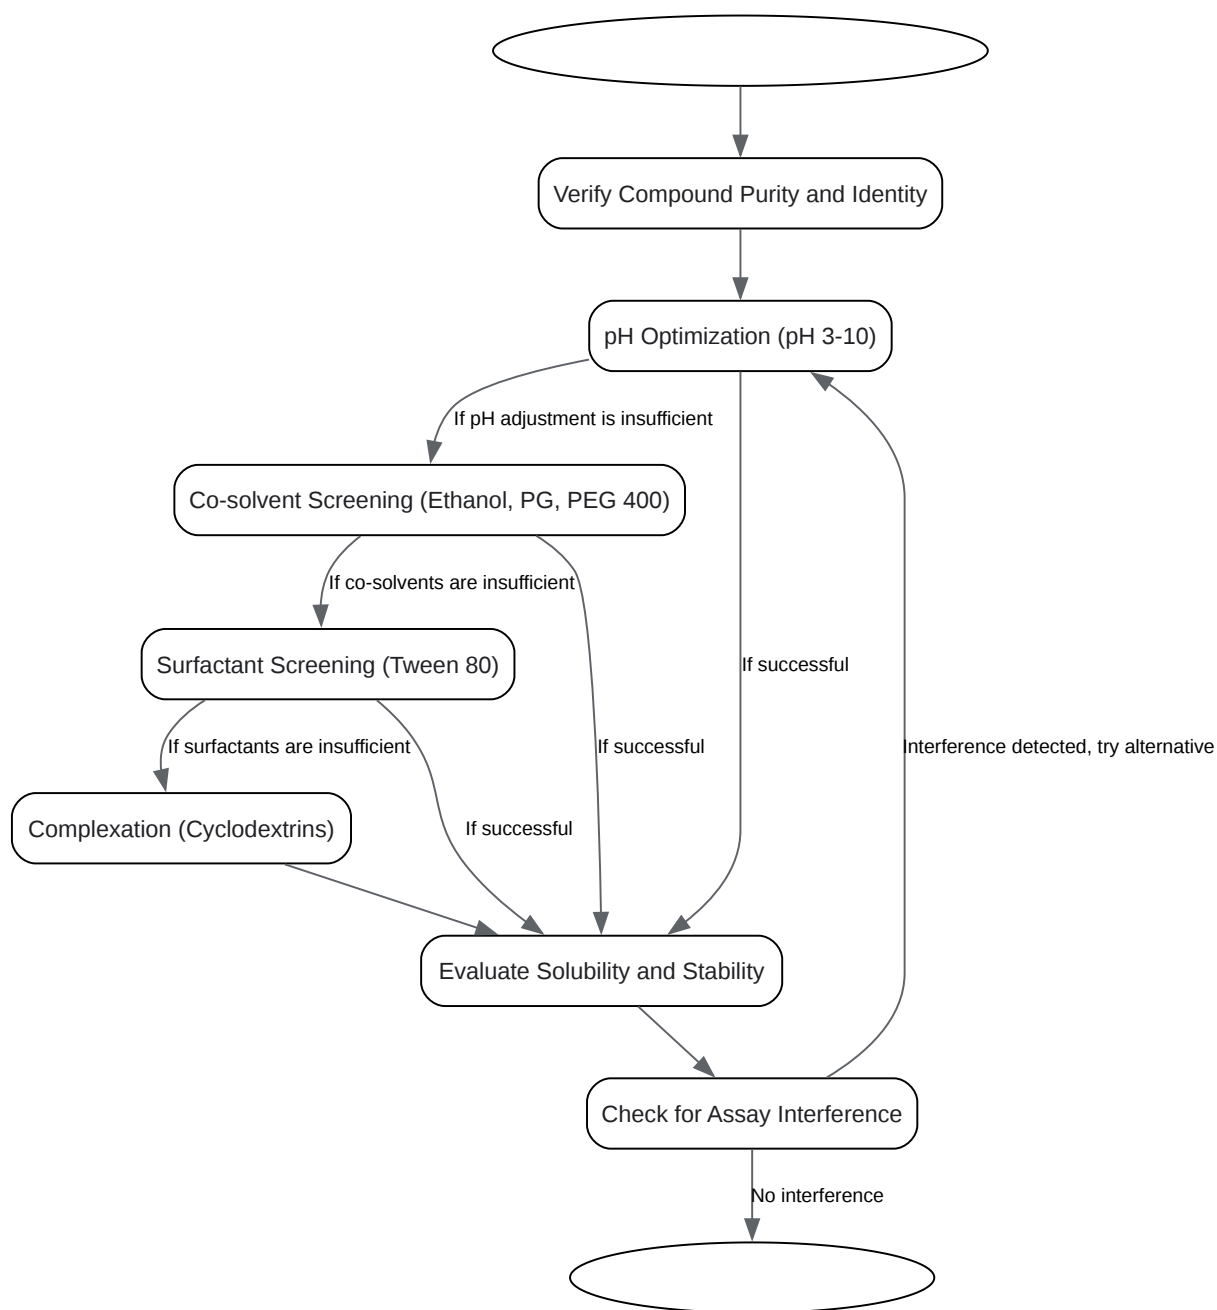 Verify Compound Purity and Identity
pH Optimization (pH 3-10)
If pH adjustment is insufficient
Co-solvent Screening (Ethanol, PG, PEG 400)
If co-solvents are insufficient
Surfactant Screening (Tween 80)
If successful
If surfactants are insufficient
If successful
Interference detected, try alternative
Complexation (Cyclodextrins)
If successful
Evaluate Solubility and Stability
Check for Assay Interference
No interference